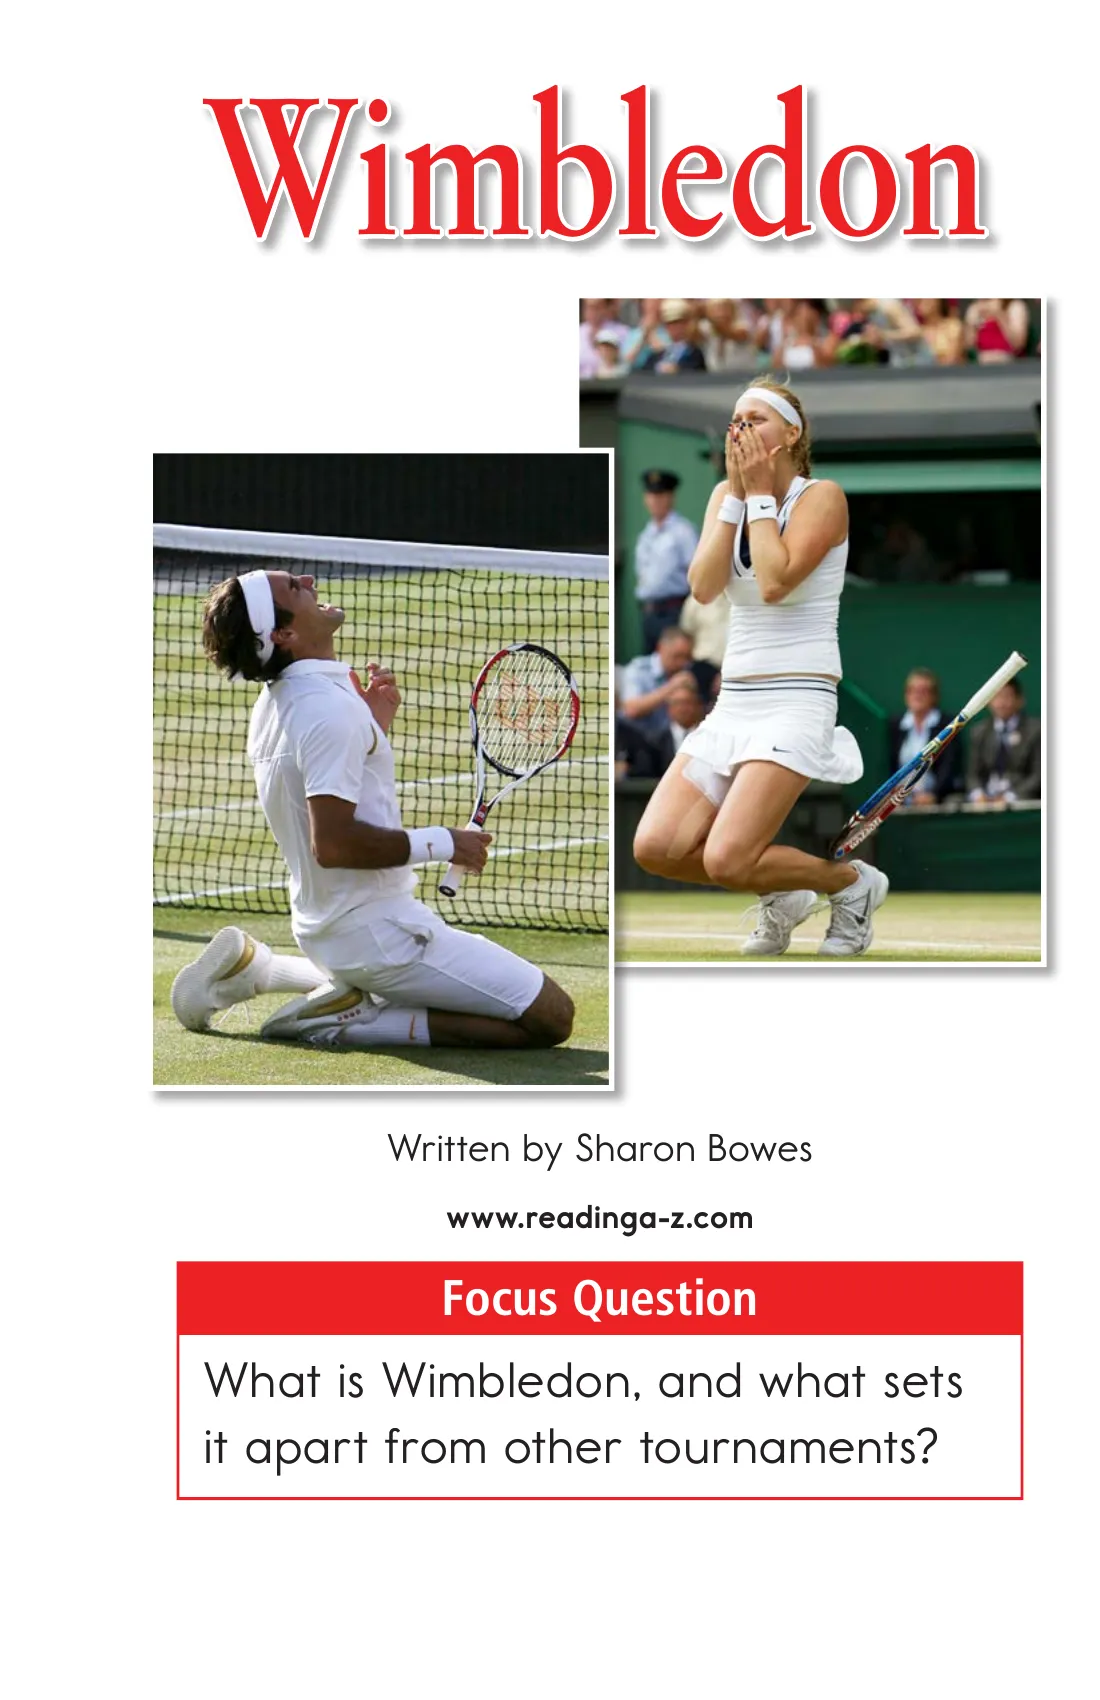 Wimbledon
Written by Sharon Bowes
www.readinga-z.com
Focus Question
What is Wimbledon, and what sets
it apart from other tournaments?